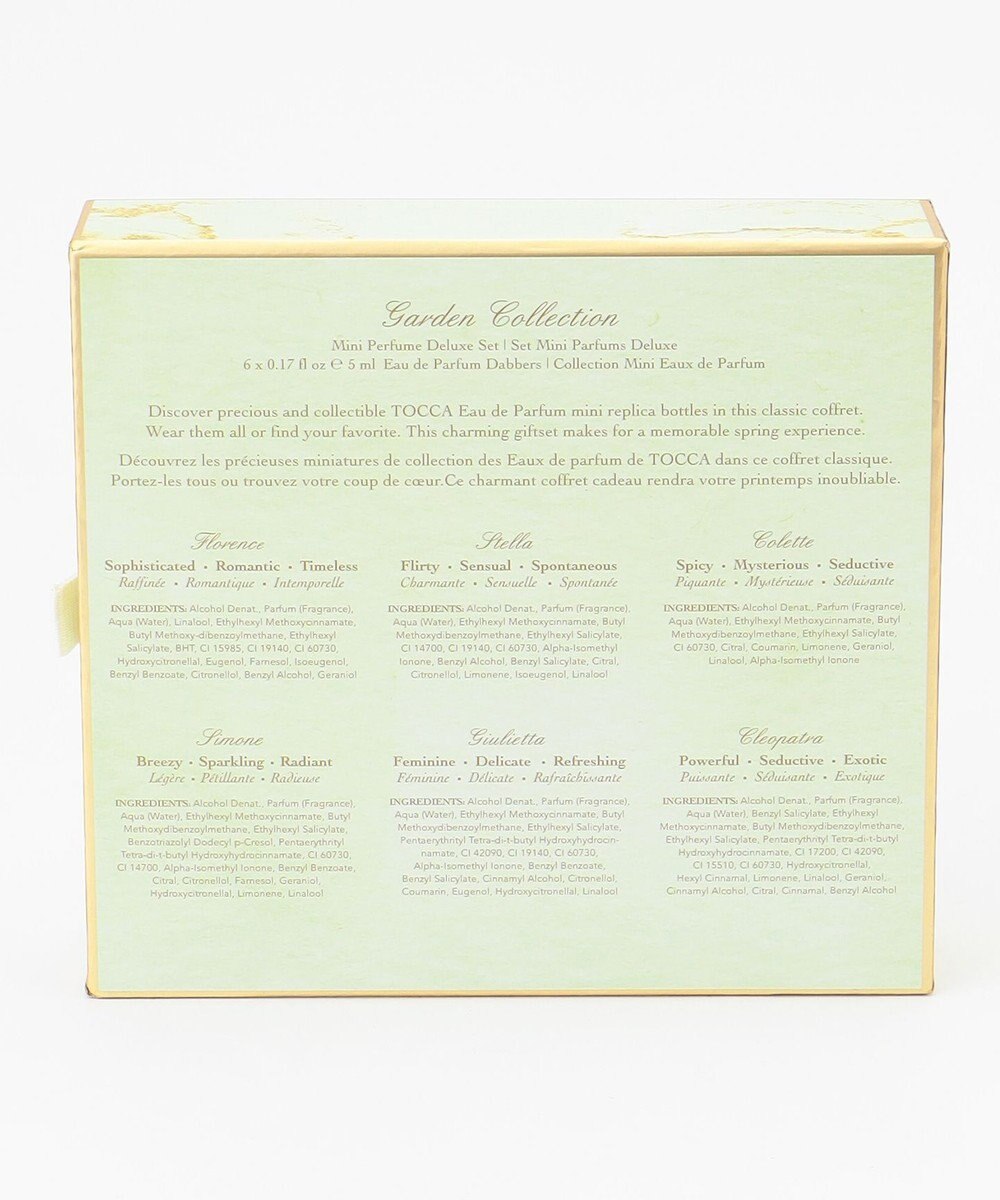 Garden Collection
Mini Perfume Deluxe Set | Set Mini Parfums Deluxe
6 x 0.17 fl oz ℮ 5 ml Eau de Parfum Dabbers | Collection Mini Eaux de Parfum
Discover precious and collectible TOCCA Eau de Parfum mini replica bottles in this classic coffret.
Wear them all or find your favorite. This charming giftset makes for a memorable spring experience.
Découvrez les précieuses miniatures de collection des Eaux de parfum de TOCCA dans ce coffret classique.
Portez-les tous ou trouvez votre coup de cœur.Ce charmant coffret cadeau rendra votre printemps inoubliable.
Florence
Sophisticated • Romantic • Timeless
Raffinée • Romantique • Intemporelle
INGREDIENTS: Alcohol Denat., Parfum (Fragrance),
Aqua (Water), Linalool, Ethylhexyl Methoxycinnamate,
Butyl Methoxy-dibenzoylmethane, Ethylhexyl
Salicylate, BHT, CI 15985, CI 19140, CI 60730,
Hydroxycitronellal, Eugenol, Farnesol, Isoeugenol,
Benzyl Benzoate, Citronellol, Benzyl Alcohol, Geraniol
Stella
Flirty • Sensual • Spontaneous
Charmante • Sensuelle • Spontanée
INGREDIENTS: Alcohol Denat., Parfum (Fragrance),
Aqua (Water), Ethylhexyl Methoxycinnamate, Butyl
Methoxydibenzoylmethane, Ethylhexyl Salicylate,
CI 14700, CI 19140, CI 60730, Alpha-Isomethyl
Ionone, Benzyl Alcohol, Benzyl Salicylate, Citral,
Citronellol, Limonene, Isoeugenol, Linalool
Colette
Spicy • Mysterious • Seductive
Piquante • Mystérieuse • Séduisante
INGREDIENTS: Alcohol Denat., Parfum (Fragrance),
Aqua (Water), Ethylhexyl Methoxycinnamate, Butyl
Methoxydibenzoylmethane, Ethylhexyl Salicylate,
CI 60730, Citral, Coumarin, Limonene, Geraniol,
Linalool, Alpha-Isomethyl Ionone
Simone
Breezy • Sparkling • Radiant
Légère • Pétillante • Radieuse
INGREDIENTS: Alcohol Denat., Parfum (Fragrance),
Aqua (Water), Ethylhexyl Methoxycinnamate, Butyl
Methoxydibenzoylmethane, Ethylhexyl Salicylate,
Benzotriazolyl Dodecyl p-Cresol, Pentaerythrityl
Tetra-di-t-butyl Hydroxyhydrocinnamate, CI 60730,
CI 14700, Alpha-Isomethyl Ionone, Benzyl Benzoate,
Citral, Citronellol, Farnesol, Geraniol,
Hydroxycitronellal, Limonene, Linalool
Giulietta
Feminine • Delicate • Refreshing
Féminine • Délicate • Rafraîchissante
INGREDIENTS: Alcohol Denat., Parfum (Fragrance),
Aqua (Water), Ethylhexyl Methoxycinnamate, Butyl
Methoxydibenzoylmethane, Ethylhexyl Salicylate,
Pentaerythrityl Tetra-di-t-butyl Hydroxyhydrocin-
namate, CI 42090, CI 19140, CI 60730,
Alpha-Isomethyl Ionone, Benzyl Benzoate
Benzyl Salicylate, Cinnamyl Alcohol, Citronellol,
Coumarin, Eugenol, Hydroxycitronellal, Linalool
Cleopatra
Powerful • Seductive • Exotic
Puissante • Séduisante • Exotique
INGREDIENTS: Alcohol Denat., Parfum (Fragrance),
Aqua (Water), Benzyl Salicylate, Ethylhexyl
Methoxycinnamate, Butyl Methoxydibenzoylmethane,
Ethylhexyl Salicylate, Pentaerythrityl Tetra-di-t-butyl
Hydroxyhydrocinnamate, CI 17200, CI 42090,
CI 15510, CI 60730, Hydroxycitronellal,
Hexyl Cinnamal, Limonene, Linalool, Geraniol,
Cinnamyl Alcohol, Citral, Cinnamal, Benzyl Alcohol